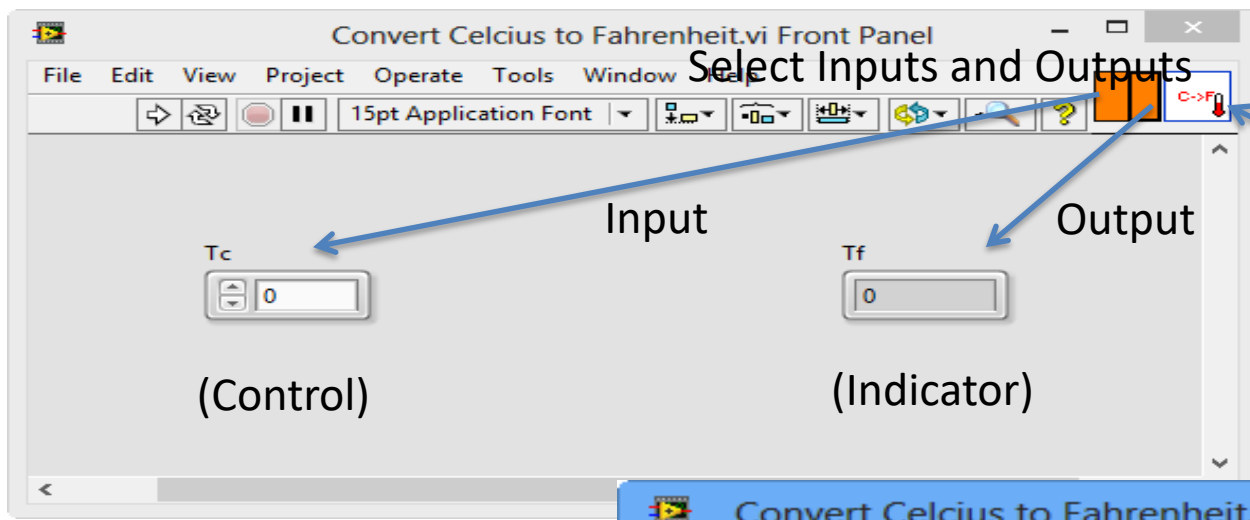 Convert Celcius to Fahrenheit.vi Front Panel
Select Inputs and Outputs
File Edit View Project Operate Tools Window Help
15pt Application Font
C->F
Input
Output
Tc
Tf
0
0
(Control)
(Indicator)
Convert Celcius to Fahrenheit